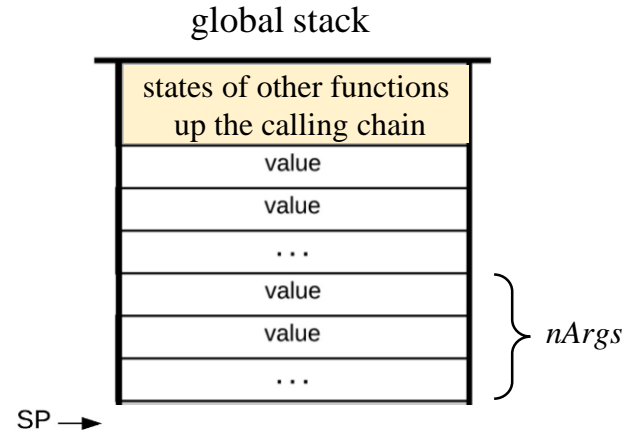 global stack
states of other functions
up the calling chain
value
value
...
value
value
...
nArgs
SP